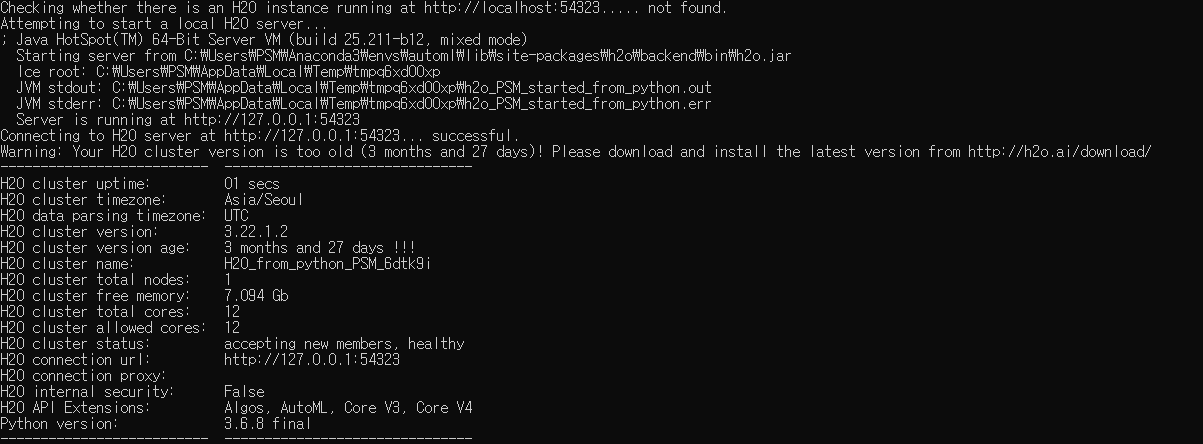 Checking whether there is an H2O instance running at http://localhost:54323..... not found.
Attempting to start a local H2O server...
; Java HotSpot(TM) 64-Bit Server VM (build 25.211-b12, mixed mode)
  Starting server from C:₩Users₩PSM₩Anaconda3₩envs₩automl₩lib₩site-packages₩h2o₩backend₩bin₩h2o.jar
  Ice root: C:₩Users₩PSM₩AppData₩Local₩Temp₩tmpq6xd00xp
  JVM stdout: C:₩Users₩PSM₩AppData₩Local₩Temp₩tmpq6xd00xp₩h2o_PSM_started_from_python.out
  JVM stderr: C:₩Users₩PSM₩AppData₩Local₩Temp₩tmpq6xd00xp₩h2o_PSM_started_from_python.err
  Server is running at http://127.0.0.1:54323
Connecting to H2O server at http://127.0.0.1:54323... successful.
Warning: Your H2O cluster version is too old (3 months and 27 days)! Please download and install the latest version from http://h2o.ai/download/
--------------------------  -------------------------------
H2O cluster uptime:         01 secs
H2O cluster timezone:       Asia/Seoul
H2O data parsing timezone:  UTC
H2O cluster version:        3.22.1.2
H2O cluster version age:    3 months and 27 days !!!
H2O cluster name:           H2O_from_python_PSM_6dtk9i
H2O cluster total nodes:    1
H2O cluster free memory:    7.094 Gb
H2O cluster total cores:    12
H2O cluster allowed cores:  12
H2O cluster status:         accepting new members, healthy
H2O connection url:         http://127.0.0.1:54323
H2O connection proxy:
H2O internal security:      False
H2O API Extensions:         Algos, AutoML, Core V3, Core V4
Python version:             3.6.8 final
--------------------------  -------------------------------